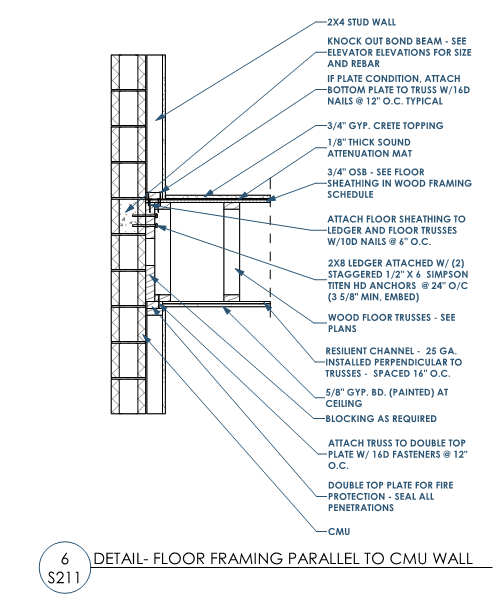 2X4 STUD WALL
KNOCK OUT BOND BEAM - SEE
ELEVATOR ELEVATIONS FOR SIZE
AND REBAR
IF PLATE CONDITION, ATTACH
BOTTOM PLATE TO TRUSS W/16D
NAILS @ 12" O.C. TYPICAL
3/4" GYP. CRETE TOPPING
1/8" THICK SOUND
ATTENUATION MAT
3/4" OSB - SEE FLOOR
SHEATHING IN WOOD FRAMING
SCHEDULE
ATTACH FLOOR SHEATHING TO
LEDGER AND FLOOR TRUSSES
W/10D NAILS @ 6" O.C.
2X8 LEDGER ATTACHED W/ (2)
STAGGERED 1/2" X 6 SIMPSON
TITEN HD ANCHORS @ 24" O/C
(3 5/8" MIN, EMBED)
WOOD FLOOR TRUSSES - SEE
PLANS
RESILIENT CHANNEL - 25 GA.
INSTALLED PERPENDICULAR TO
TRUSSES - SPACED 16" O.C.
5/8" GYP. BD. (PAINTED) AT
CEILING
BLOCKING AS REQUIRED
ATTACH TRUSS TO DOUBLE TOP
PLATE W/ 16D FASTENERS @ 12"
O.C.
DOUBLE TOP PLATE FOR FIRE
PROTECTION - SEAL ALL
PENETRATIONS
CMU
6
S211
DETAIL- FLOOR FRAMING PARALLEL TO CMU WALL